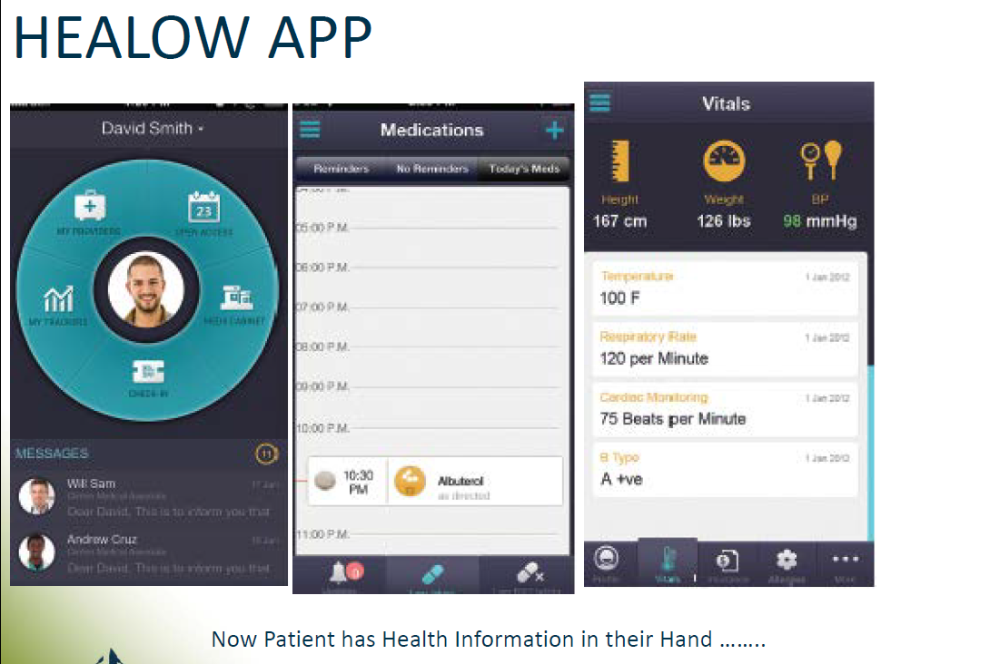 HEALOW APP
David Smith
MY PROVIDERS
OPEN ACCESS
23
MY TRACKERS
MEDS CABINET
CHECK-IN
MESSAGES
11
Will Sam
17 Jan
Dear David, This is to inform you that
Andrew Cruz
Dear David, This is to inform you that
Medications
Reminders
No Reminders
Today's Meds
05:00 P.M.
06:00 P.M.
07:00 P.M.
08:00 P.M.
09:00 P.M.
10:00 P.M.
10:30 PM
Albuterol
as directed
11:00 P.M.
0
Vitals
Height
Weight
BP
167 cm
126 lbs
98 mmHg
Temperature
1 Jan 2012
100 F
Respiratory Rate
1 Jan 2012
120 per Minute
Cardiac Monitoring
1 Jan 2012
75 Beats per Minute
B Type
1 Jan 2012
A +ve
Profile
Vitals
Insurance
Allergies
More
Now Patient has Health Information in their Hand ........